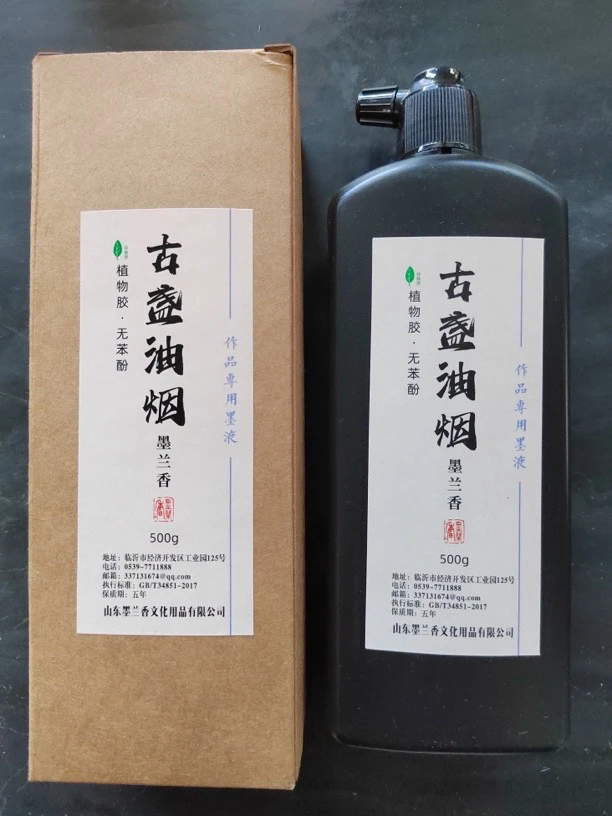 植物胶·无苯酚
古盏油烟
墨兰香
作品專用墨液
500g
地址：临沂市经济开发区工业园125号
电话：0539-7711888
邮箱：337131674@qq.com
执行标准：GB/T34851-2017
保质期：五年
山东墨兰香文化用品有限公司
植物胶·无苯酚
古盏油烟
墨兰香
作品專用墨液
500g
地址：临沂市经济开发区工业园125号
电话：0539-7711888
邮箱：337131674@qq.com
执行标准：GB/T34851-2017
保质期：五年
山东墨兰香文化用品有限公司